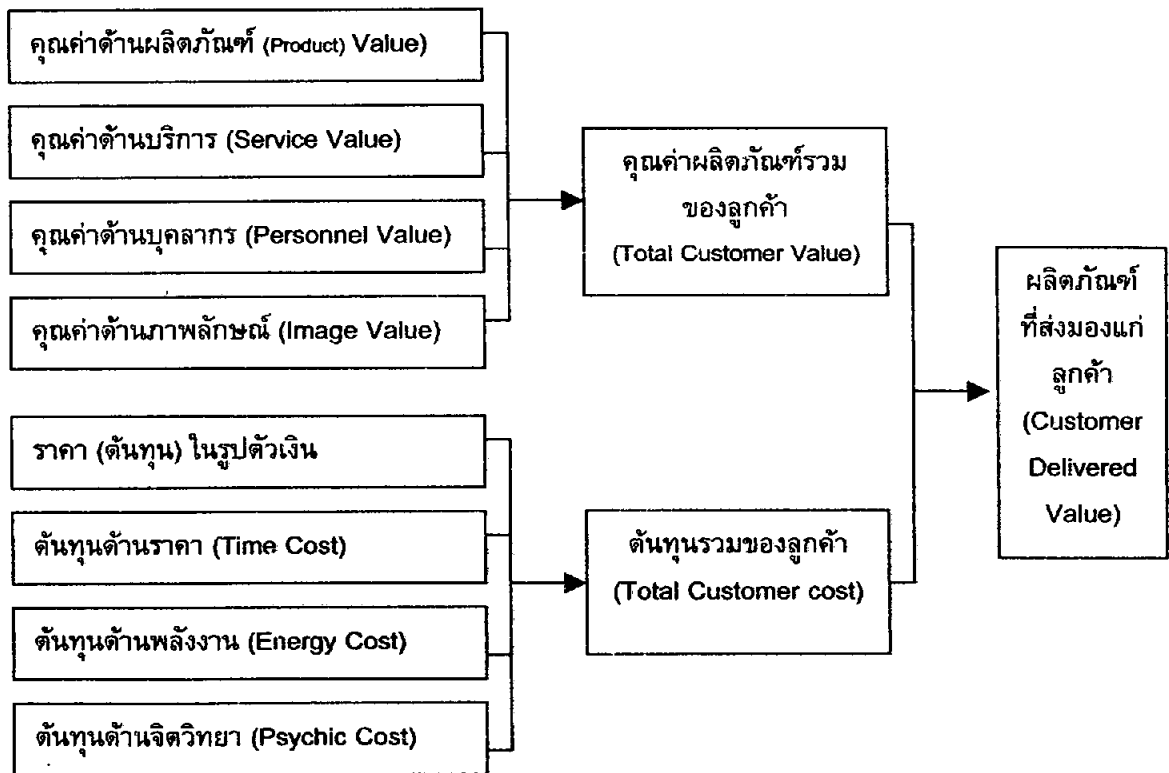 คุณค่าด้านผลิตภัณฑ์ (Product) Value)
คุณค่าด้านบริการ (Service Value)
คุณค่าด้านบุคลากร (Personnel Value)
คุณค่าด้านภาพลักษณ์ (Image Value)
คุณค่าผลิตภัณฑ์รวม
ของลูกค้า
(Total Customer Value)
ราคา (ต้นทุน) ในรูปตัวเงิน
ต้นทุนด้านราคา (Time Cost)
ต้นทุนด้านพลังงาน (Energy Cost)
ต้นทุนด้านจิตวิทยา (Psychic Cost)
ต้นทุนรวมของลูกค้า
(Total Customer cost)
ผลิตภัณฑ์
ที่ส่งมองแก่
ลูกค้า
(Customer
Delivered
Value)